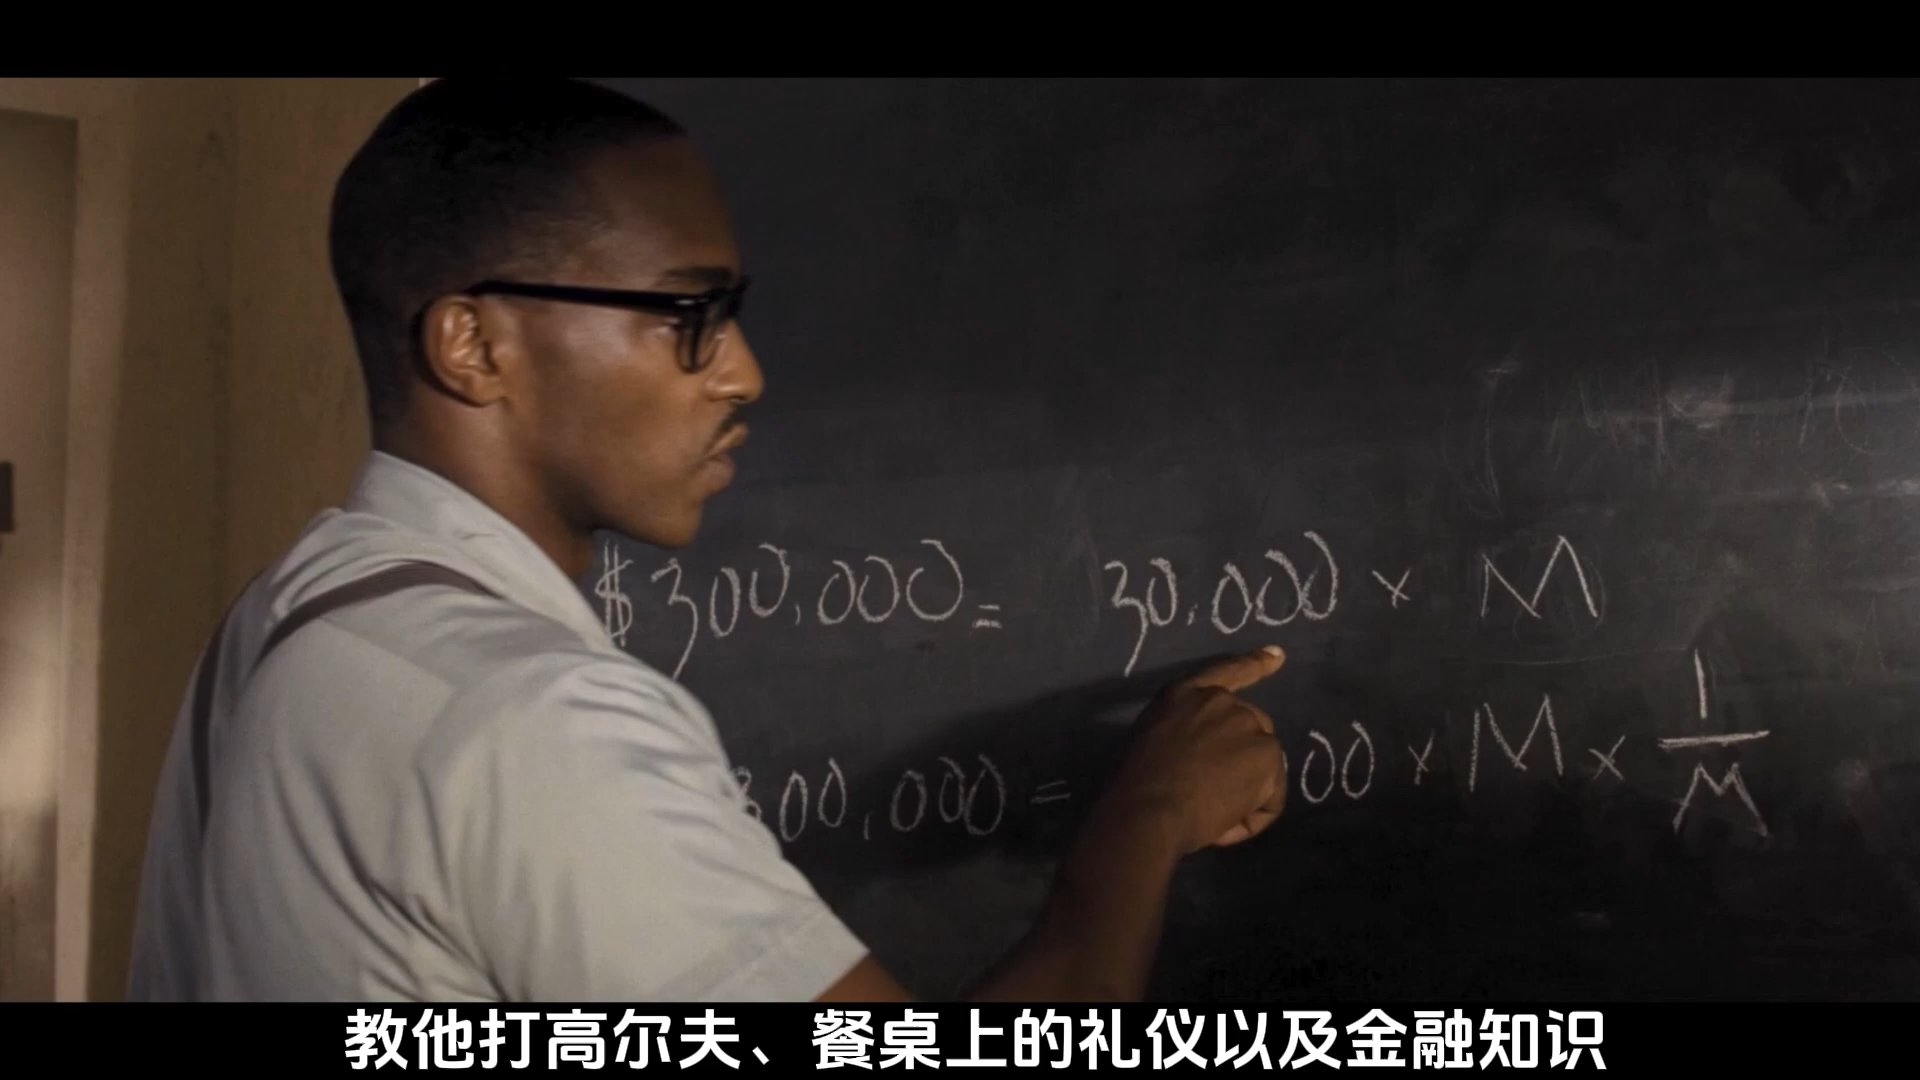 $300,000= 30,000 x M
300,000 = 00 x M x 1/M
教他打高尔夫、餐桌上的礼仪以及金融知识